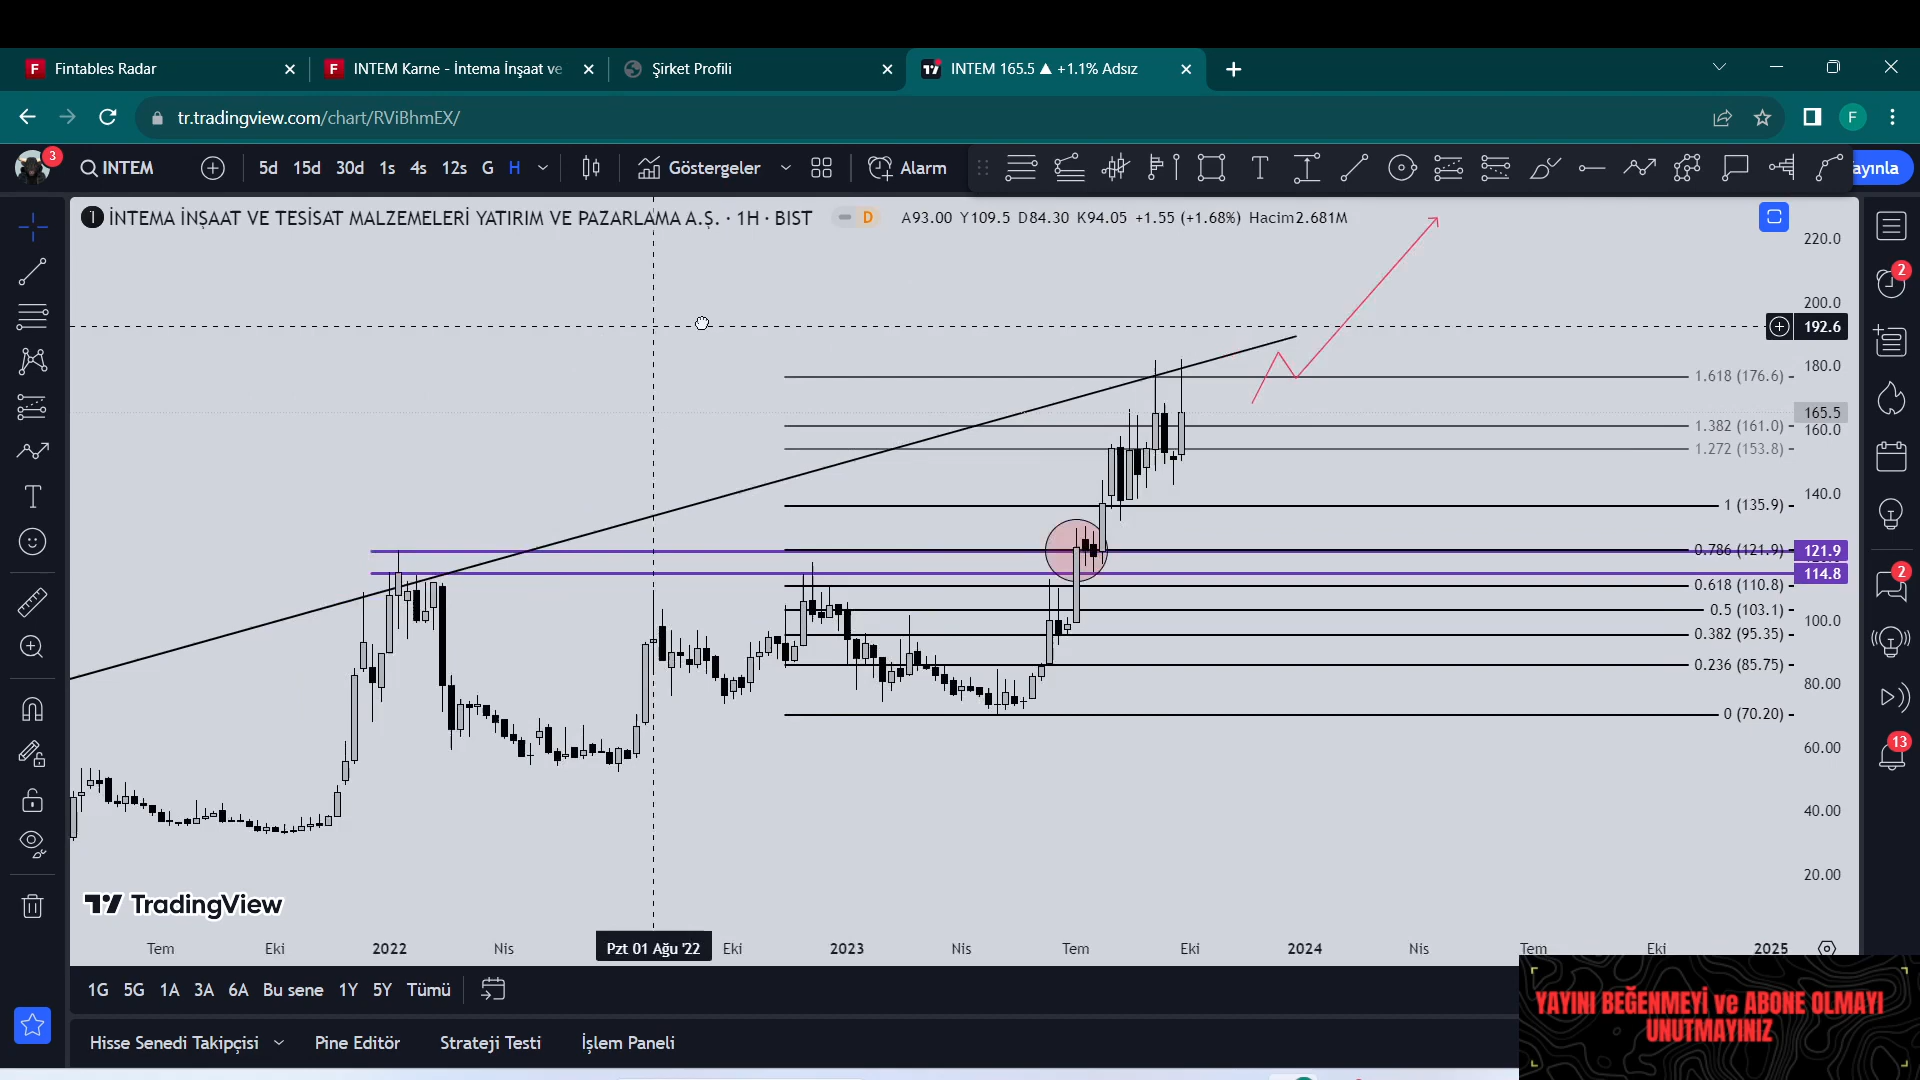 Fintables Radar
INTEM Karne - İntema İnşaat ve
Şirket Profili
INTEM 165.5 ▲ +1.1% Adsız
tr.tradingview.com/chart/RViBhmEX/
F
3
INTEM
5d 15d 30d 1s 4s 12s G H
Göstergeler
Alarm
ayınla
İNTEMA İNŞAAT VE TESİSAT MALZEMELERİ YATIRIM VE PAZARLAMA A.Ş. · 1H · BIST
D
A93.00 Y109.5 D84.30 K94.05 +1.55 (+1.68%) Hacim2.681M
220.0
200.0
192.6
180.0
1.618 (176.6)
165.5
160.0
1.382 (161.0)
1.272 (153.8)
140.0
1 (135.9)
0.786 (121.9)
121.9
114.8
0.618 (110.8)
0.5 (103.1)
100.0
0.382 (95.35)
0.236 (85.75)
80.00
0 (70.20)
60.00
40.00
20.00
2
2
13
TradingView
Tem Eki 2022 Nis Pzt 01 Ağu '22 Eki 2023 Nis Tem Eki 2024 Nis Tem Eki 2025
1G 5G 1A 3A 6A Bu sene 1Y 5Y Tümü
Hisse Senedi Takipçisi Pine Editör Strateji Testi İşlem Paneli
YAYINI BEĞENMEYİ ve ABONE OLMAYI
UNUTMAYINIZ